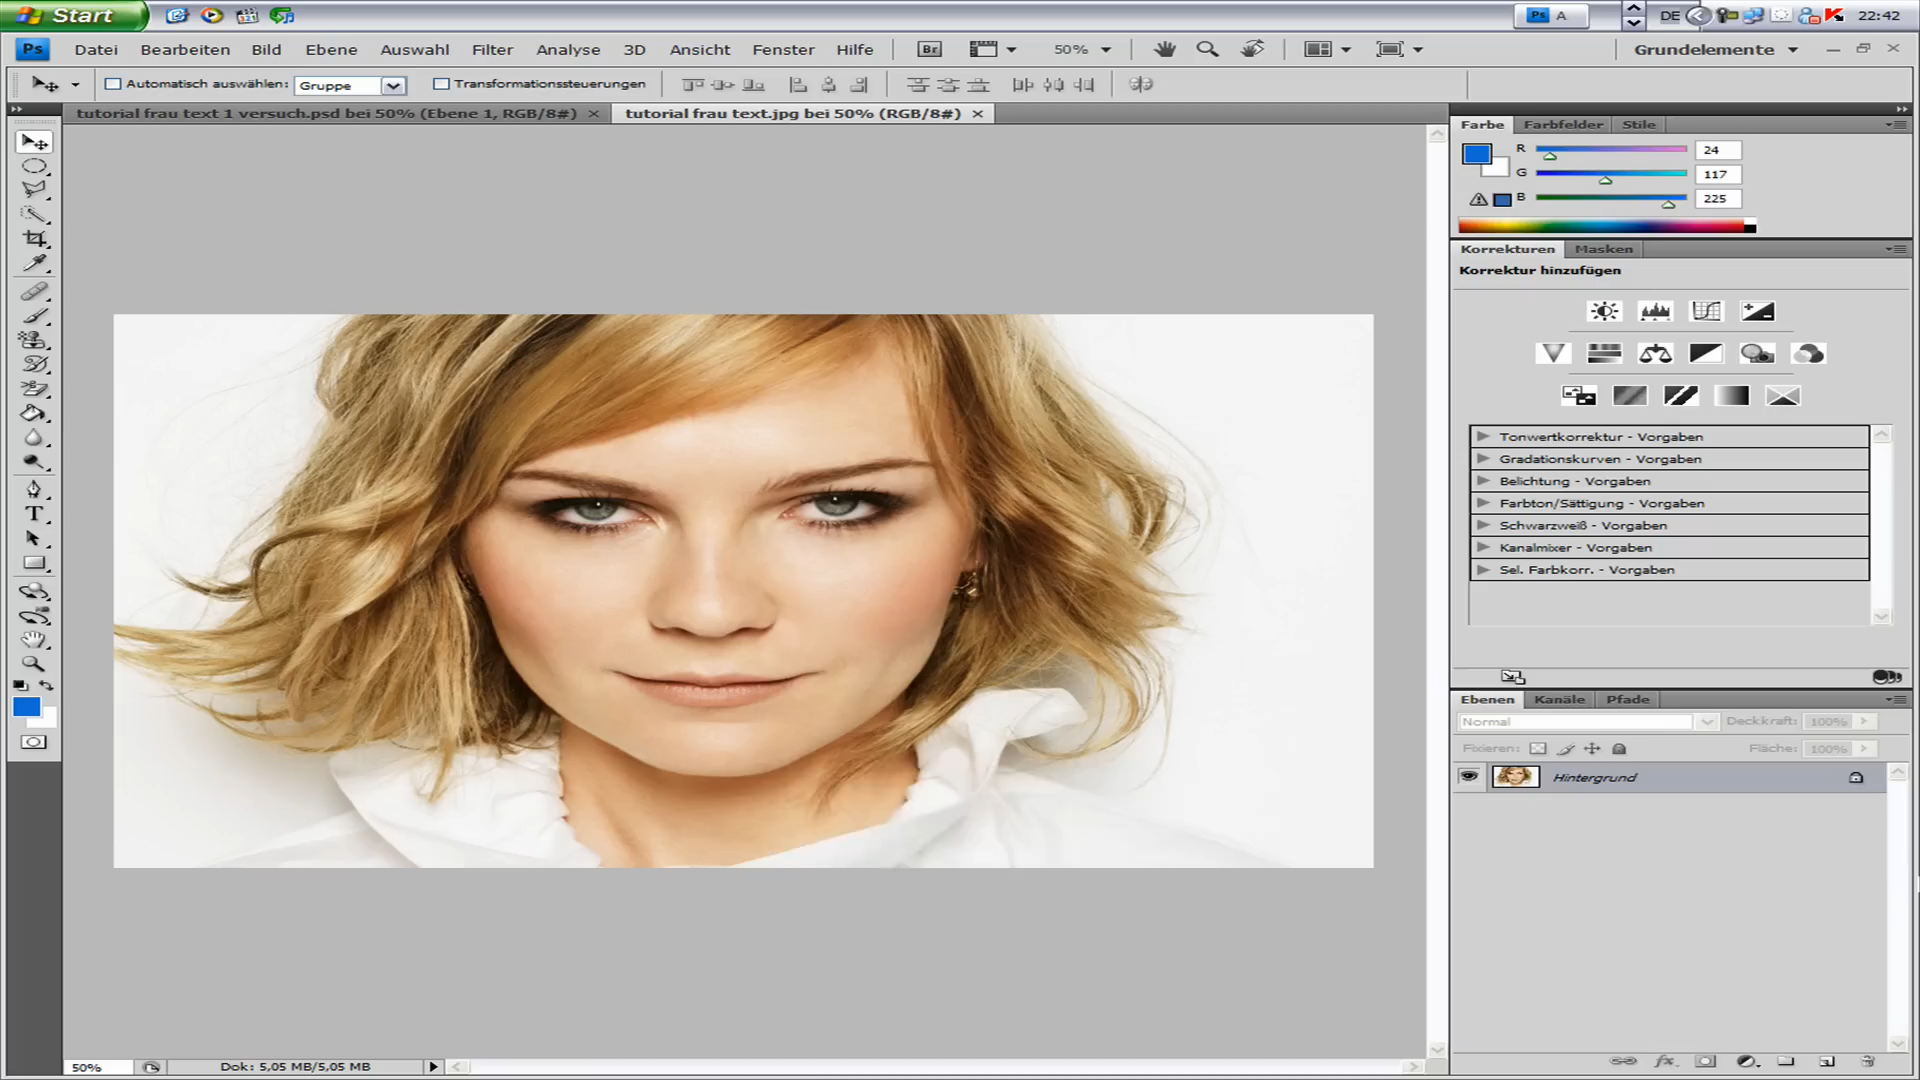 Start
Ps A
DE
22:42
Ps Datei Bearbeiten Bild Ebene Auswahl Filter Analyse 3D Ansicht Fenster Hilfe Br 50% Grundelemente
Automatisch auswählen: Gruppe Transformationssteuerungen
tutorial frau text 1 versuch.psd bei 50% (Ebene 1, RGB/8#) tutorial frau text.jpg bei 50% (RGB/8#)
Farbe Farbfelder Stile
R 24
G 117
B 225
Korrekturen Masken
Korrektur hinzufügen
Tonwertkorrektur - Vorgaben
Gradationskurven - Vorgaben
Belichtung - Vorgaben
Farbton/Sättigung - Vorgaben
Schwarzweiß - Vorgaben
Kanalmixer - Vorgaben
Sel. Farbkorr. - Vorgaben
Ebenen Kanäle Pfade
Normal Deckkraft: 100%
Fixieren: Fläche: 100%
Hintergrund
50% Dok: 5,05 MB/5,05 MB